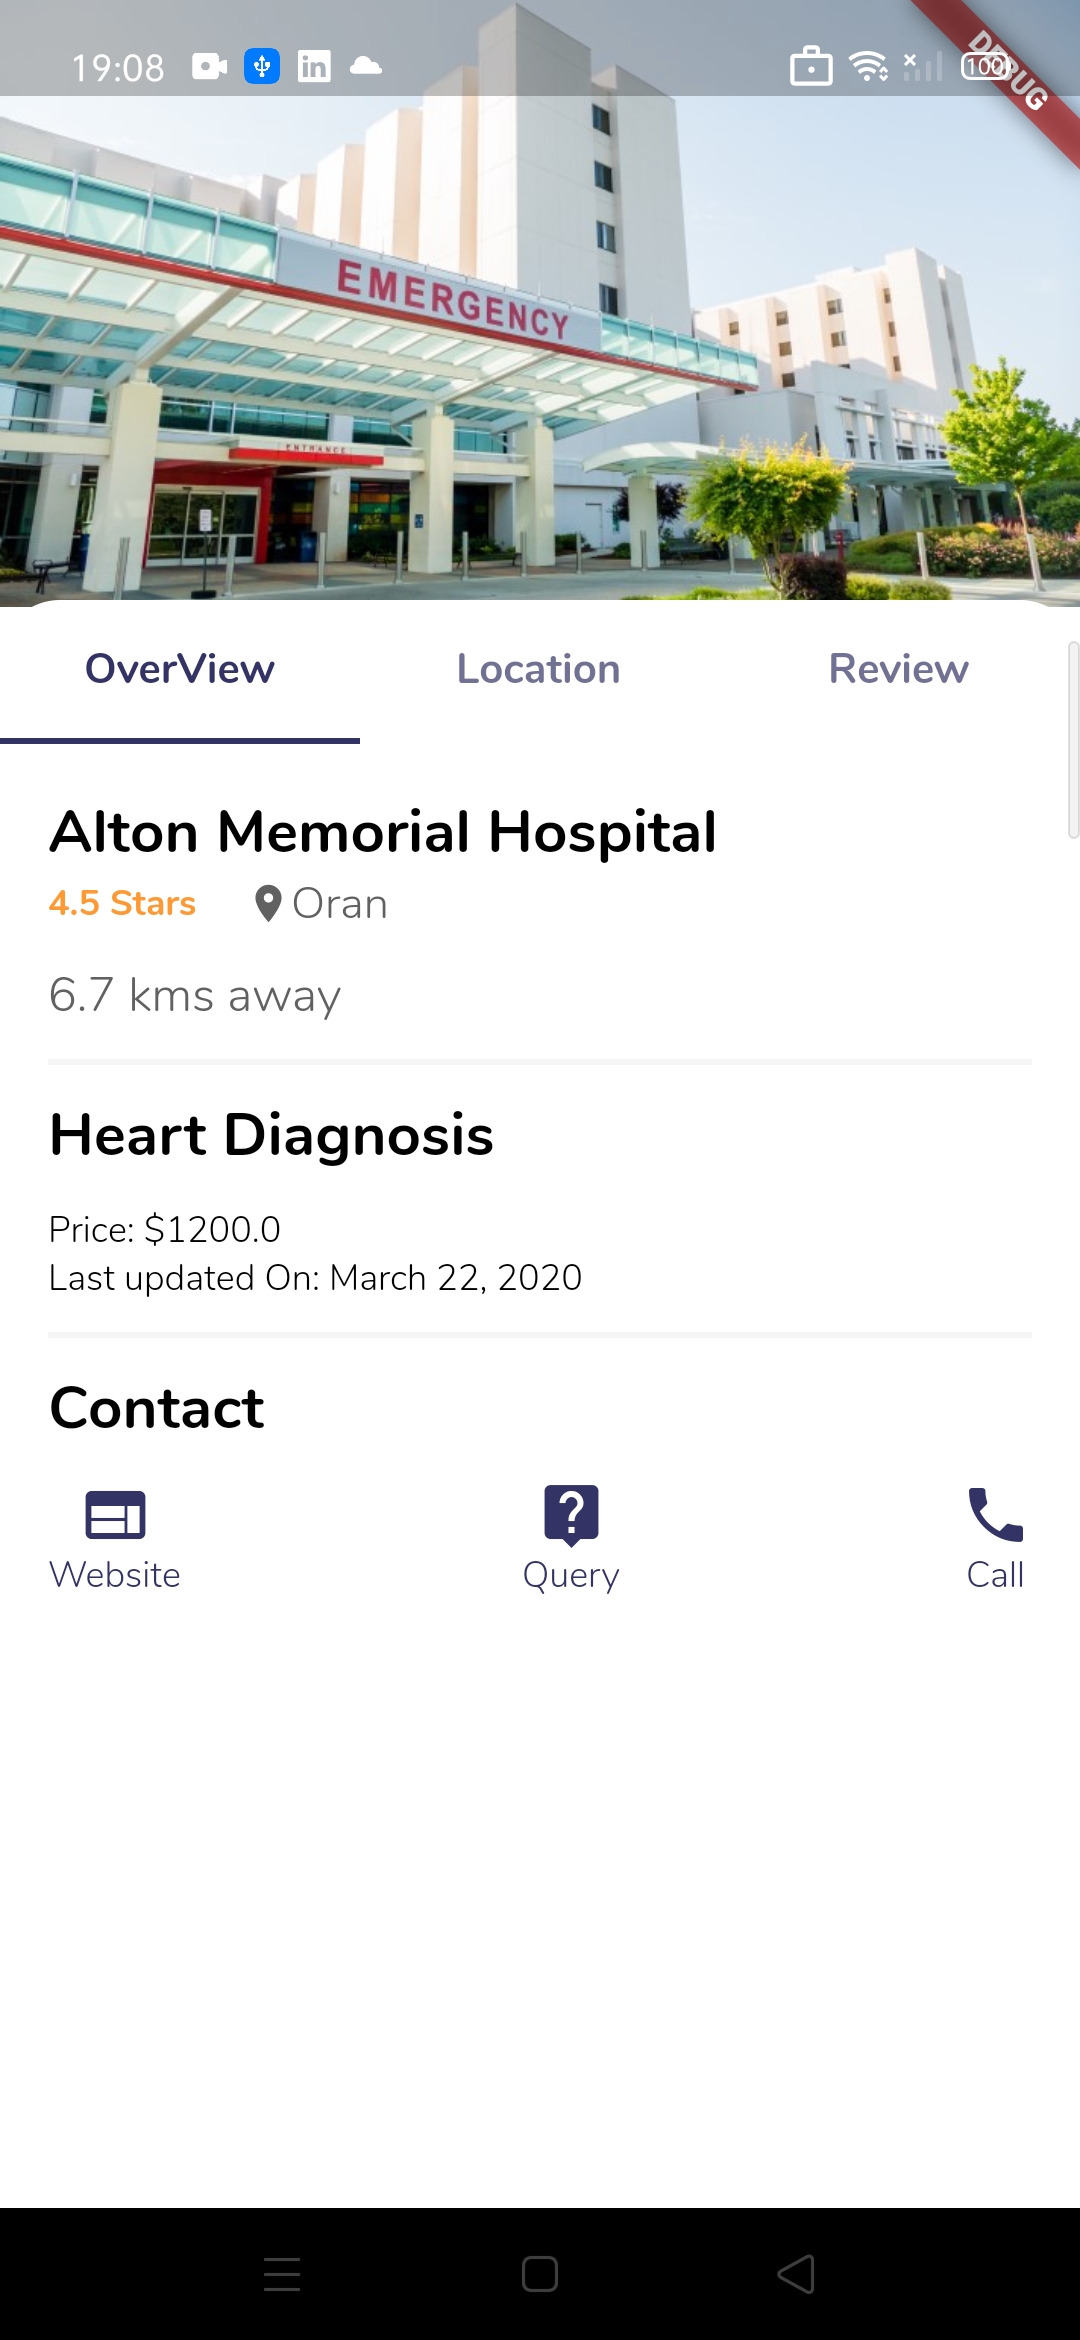 19:08
100
DEBUG
EMERGENCY
ENTRANCE
OverView Location Review
Alton Memorial Hospital
4.5 Stars Oran
6.7 kms away
Heart Diagnosis
Price: $1200.0
Last updated On: March 22, 2020
Contact
Website Query Call